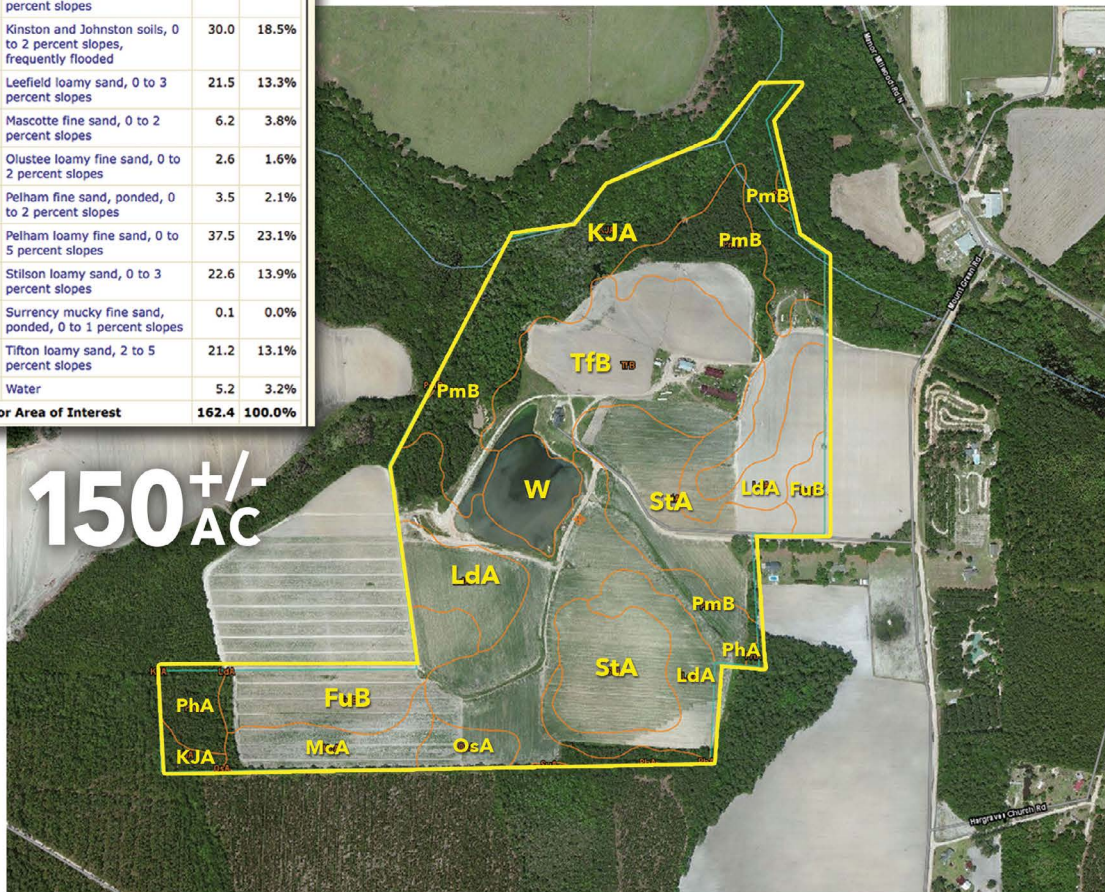 percent slopes
Kinston and Johnston soils, 0 30.0 18.5%
to 2 percent slopes,
frequently flooded
Leefield loamy sand, 0 to 3 21.5 13.3%
percent slopes
Mascotte fine sand, 0 to 2 6.2 3.8%
percent slopes
Olustee loamy fine sand, 0 to 2.6 1.6%
2 percent slopes
Pelham fine sand, ponded, 0 3.5 2.1%
to 2 percent slopes
Pelham loamy fine sand, 0 to 37.5 23.1%
5 percent slopes
Stilson loamy sand, 0 to 3 22.6 13.9%
percent slopes
Surrency mucky fine sand, 0.1 0.0%
ponded, 0 to 1 percent slopes
Tifton loamy sand, 2 to 5 21.2 13.1%
percent slopes
Water 5.2 3.2%
or Area of Interest 162.4 100.0%
Manor Millwood Rd N
PmB
KJA
PmB
Mount Green Rd
TfB TfB
PmB
150 +/-
AC
W
StA
LdA FuB
LdA
PmB
StA
LdA
PhA
KJA LdA
PhA
FuB
KJA
McA
OsA
OsA
PhA
Hargraves Church Rd